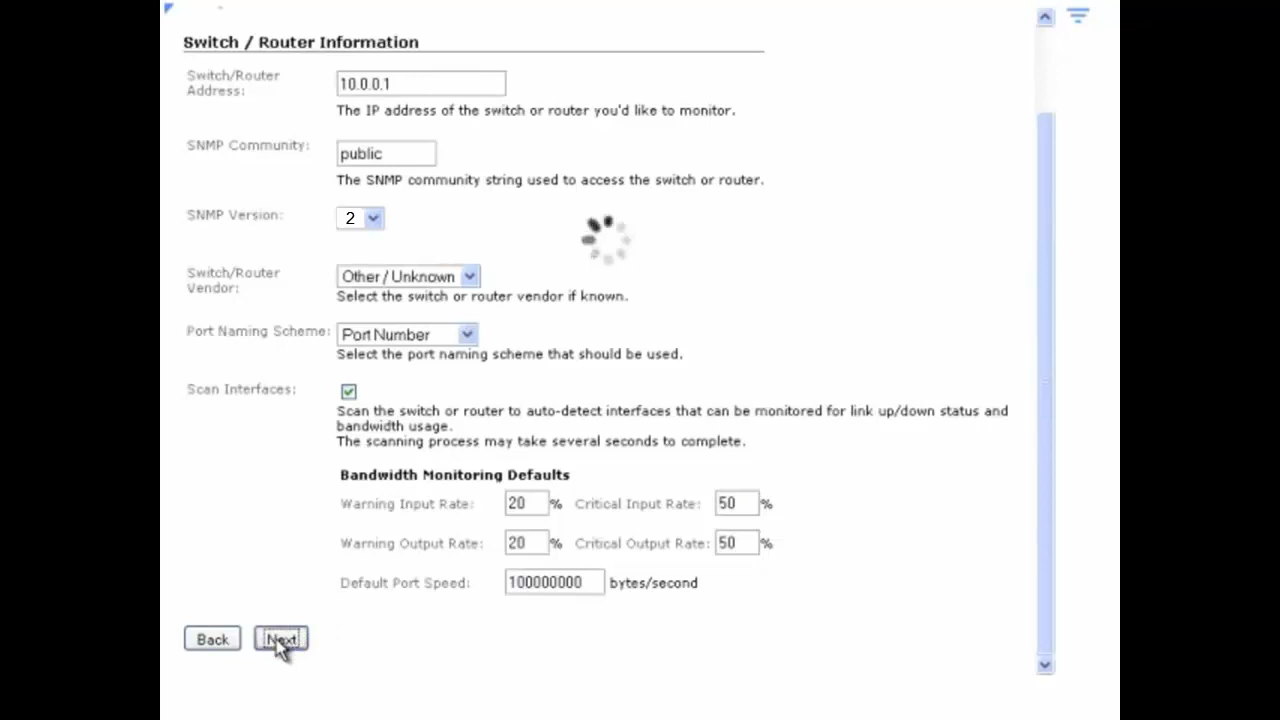 Switch / Router Information
Switch/Router
Address:
10.0.0.1
The IP address of the switch or router you'd like to monitor.
SNMP Community:
public
The SNMP community string used to access the switch or router.
SNMP Version:
2
Switch/Router
Vendor:
Other / Unknown
Select the switch or router vendor if known.
Port Naming Scheme:
Port Number
Select the port naming scheme that should be used.
Scan Interfaces:
Scan the switch or router to auto-detect interfaces that can be monitored for link up/down status and
bandwidth usage.
The scanning process may take several seconds to complete.
Bandwidth Monitoring Defaults
Warning Input Rate: 20 % Critical Input Rate: 50 %
Warning Output Rate: 20 % Critical Output Rate: 50 %
Default Port Speed: 100000000 bytes/second
Back Next